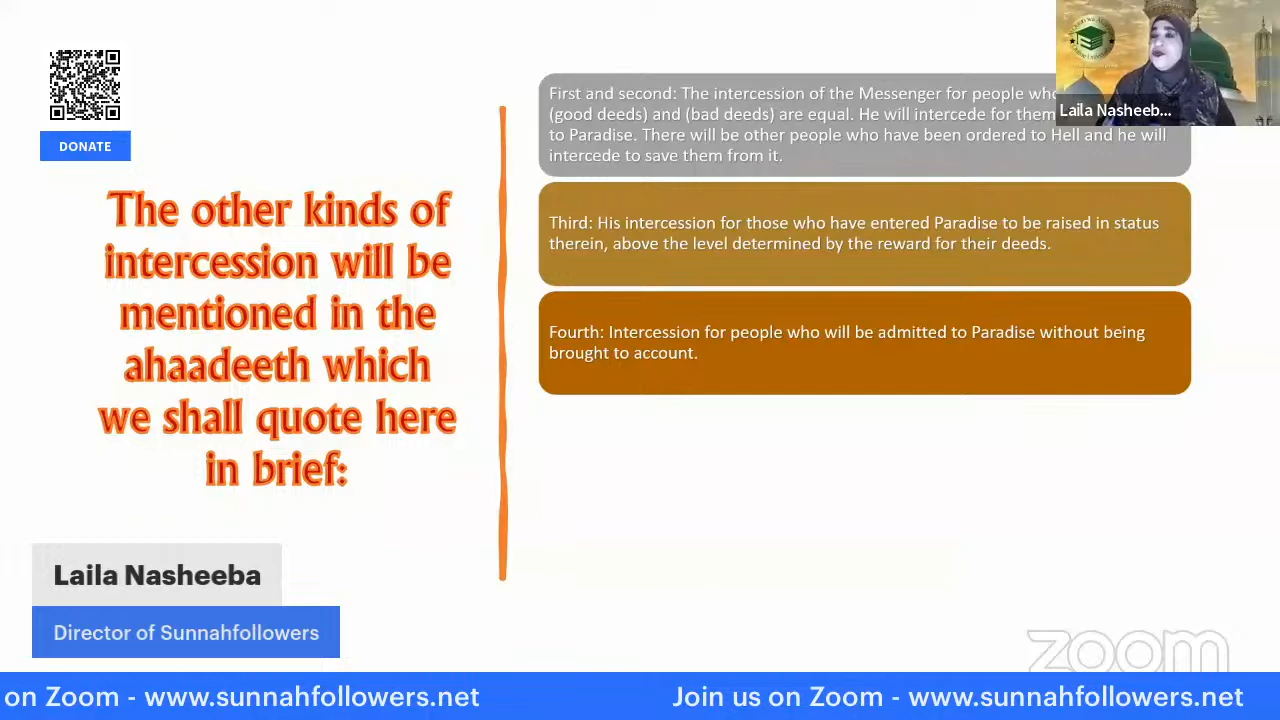 DONATE
The other kinds of
intercession will be
mentioned in the
ahaadeeth which
we shall quote here
in brief:
First and second: The intercession of the Messenger for people who
(good deeds) and (bad deeds) are equal. He will intercede for them
to Paradise. There will be other people who have been ordered to Hell and he will
intercede to save them from it.
Third: His intercession for those who have entered Paradise to be raised in status
therein, above the level determined by the reward for their deeds.
Fourth: Intercession for people who will be admitted to Paradise without being
brought to account.
Laila Nasheeb...
Laila Nasheeba
Director of Sunnahfollowers
zoom
on Zoom - www.sunnahfollowers.net
Join us on Zoom - www.sunnahfollowers.net